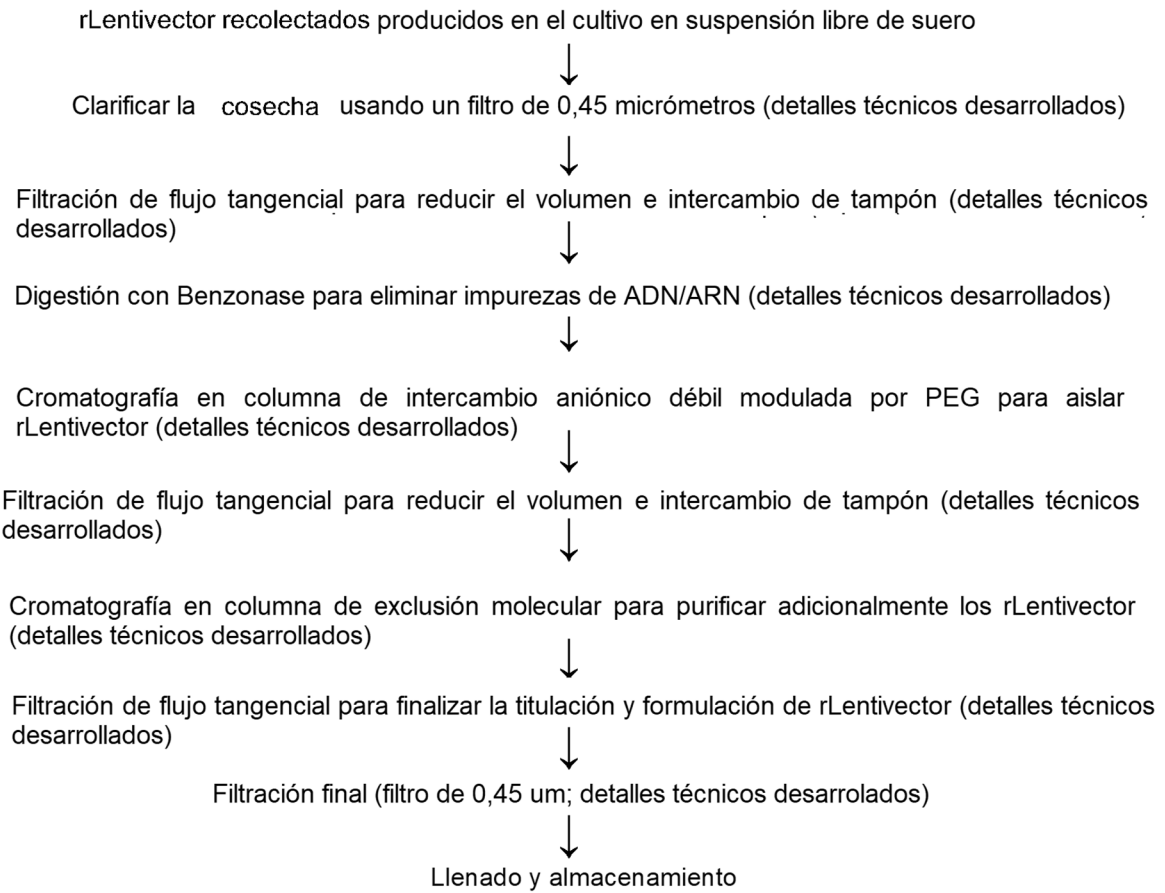 rLentivector recolectados producidos en el cultivo en suspensión libre de suero
Clarificar la cosecha usando un filtro de 0,45 micrómetros (detalles técnicos desarrollados)
Filtración de flujo tangencial para reducir el volumen e intercambio de tampón (detalles técnicos
desarrollados)
Digestión con Benzonase para eliminar impurezas de ADN/ARN (detalles técnicos desarrollados)
Cromatografía en columna de intercambio aniónico débil modulada por PEG para aislar
rLentivector (detalles técnicos desarrollados)
Filtración de flujo tangencial para reducir el volumen e intercambio de tampón (detalles técnicos
desarrollados)
Cromatografía en columna de exclusión molecular para purificar adicionalmente los rLentivector
(detalles técnicos desarrollados)
Filtración de flujo tangencial para finalizar la titulación y formulación de rLentivector (detalles técnicos
desarrollados)
Filtración final (filtro de 0,45 um; detalles técnicos desarrolados)
Llenado y almacenamiento